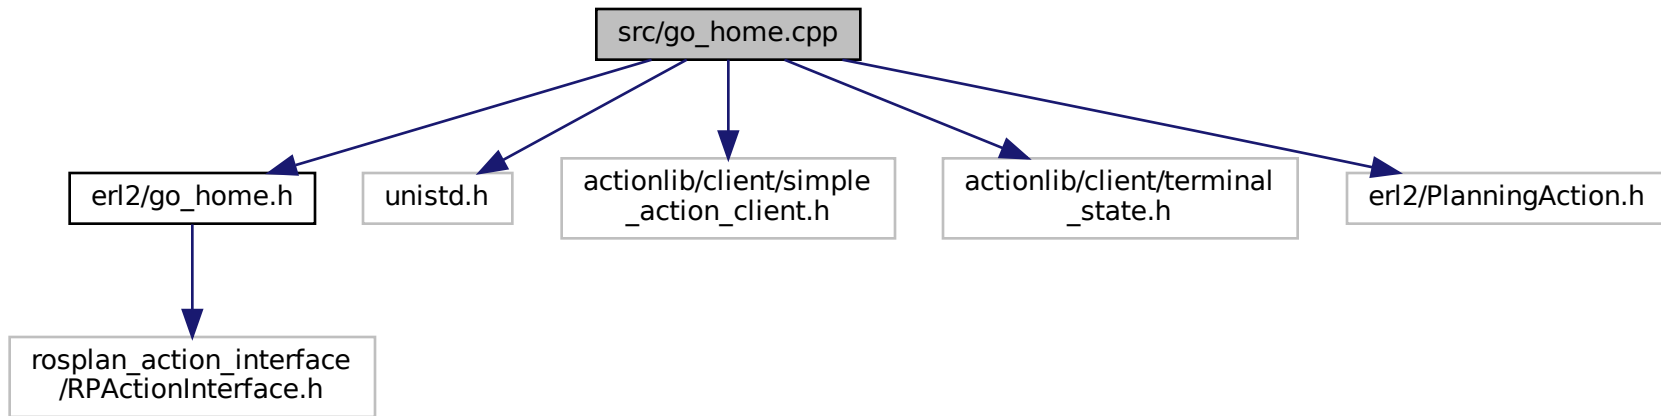 src/go_home.cpp
erl2/go_home.h
unistd.h
actionlib/client/simple
_action_client.h
actionlib/client/terminal
_state.h
erl2/PlanningAction.h
rosplan_action_interface
/RPActionInterface.h